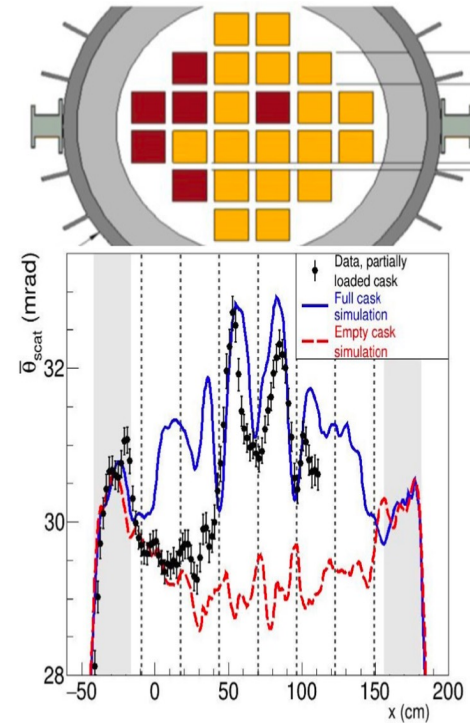 Data, partially
loaded cask
Full cask
simulation
Empty cask
simulation
θ̅scat (mrad)
32
30
28
−50 0 50 100 150 200
x (cm)